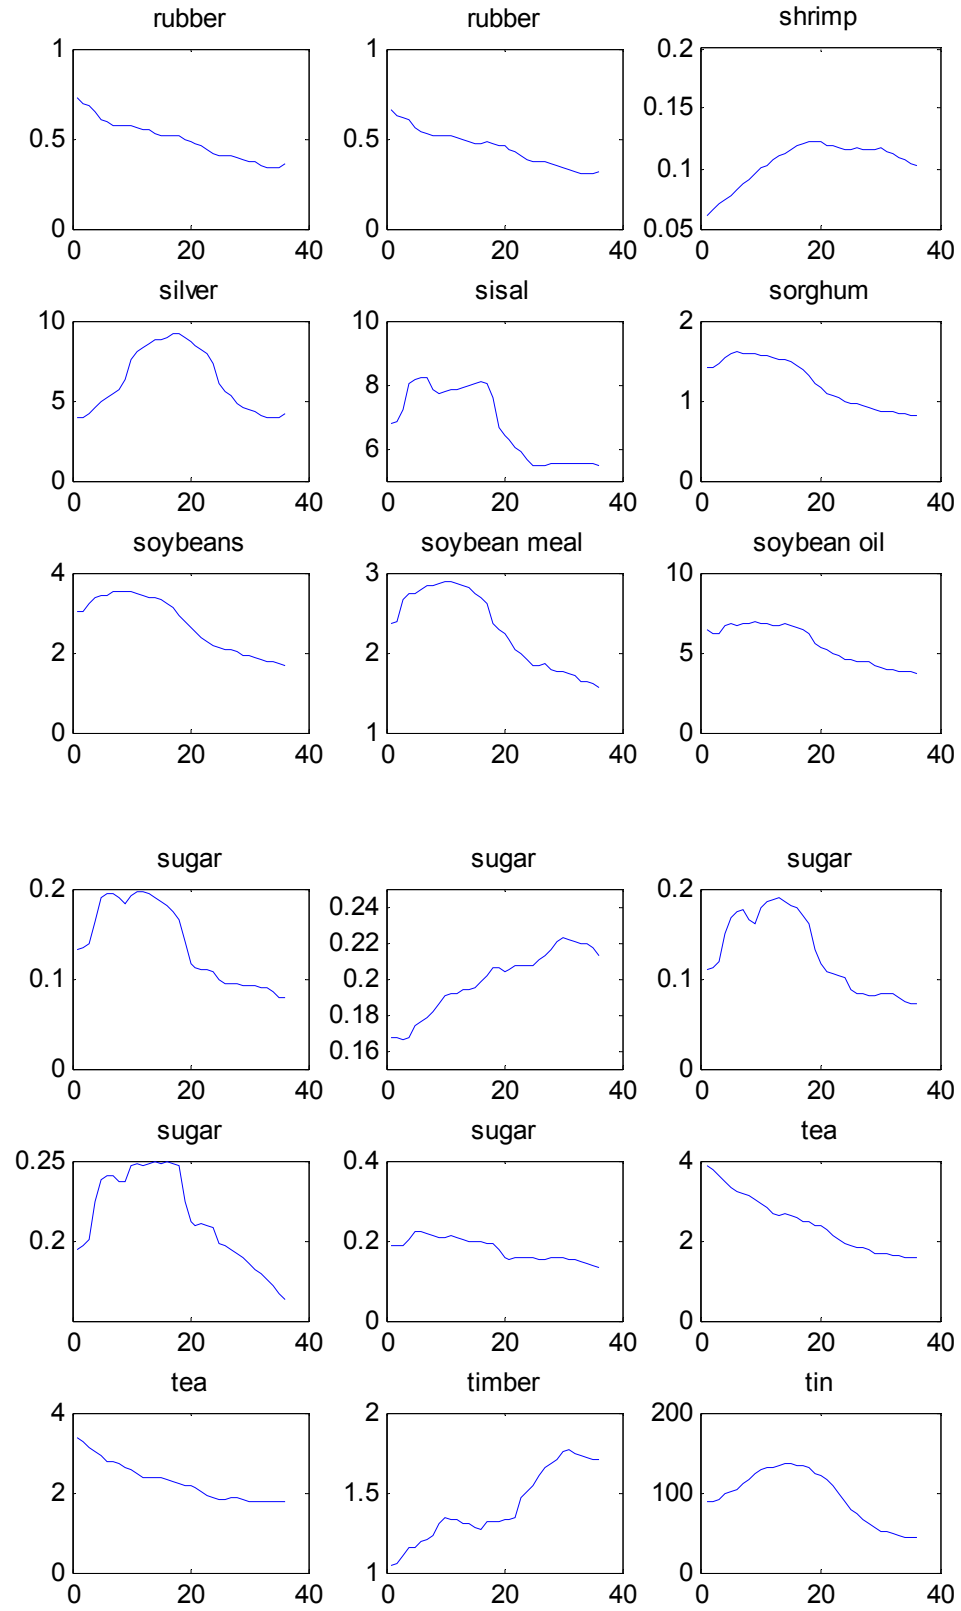 rubber rubber shrimp
1 1 0.2
0.15
0.5 0.5
0.1
0 0 0.05
0 20 40 0 20 40 0 20 40
silver sisal sorghum
10 10 2
8
5 1
6
0 0
0 20 40 0 20 40 0 20 40
soybeans soybean meal soybean oil
4 3 10
2 2 5
0 1 0
0 20 40 0 20 40 0 20 40
sugar sugar sugar
0.2 0.2
0.24
0.22
0.1 0.2 0.1
0.18
0.16
0 0
0 20 40 0 20 40 0 20 40
sugar sugar tea
0.25 0.4 4
0.2 0.2 2
0 0
0 20 40 0 20 40 0 20 40
tea timber tin
4 2 200
2 1.5 100
0 1 0
0 20 40 0 20 40 0 20 40